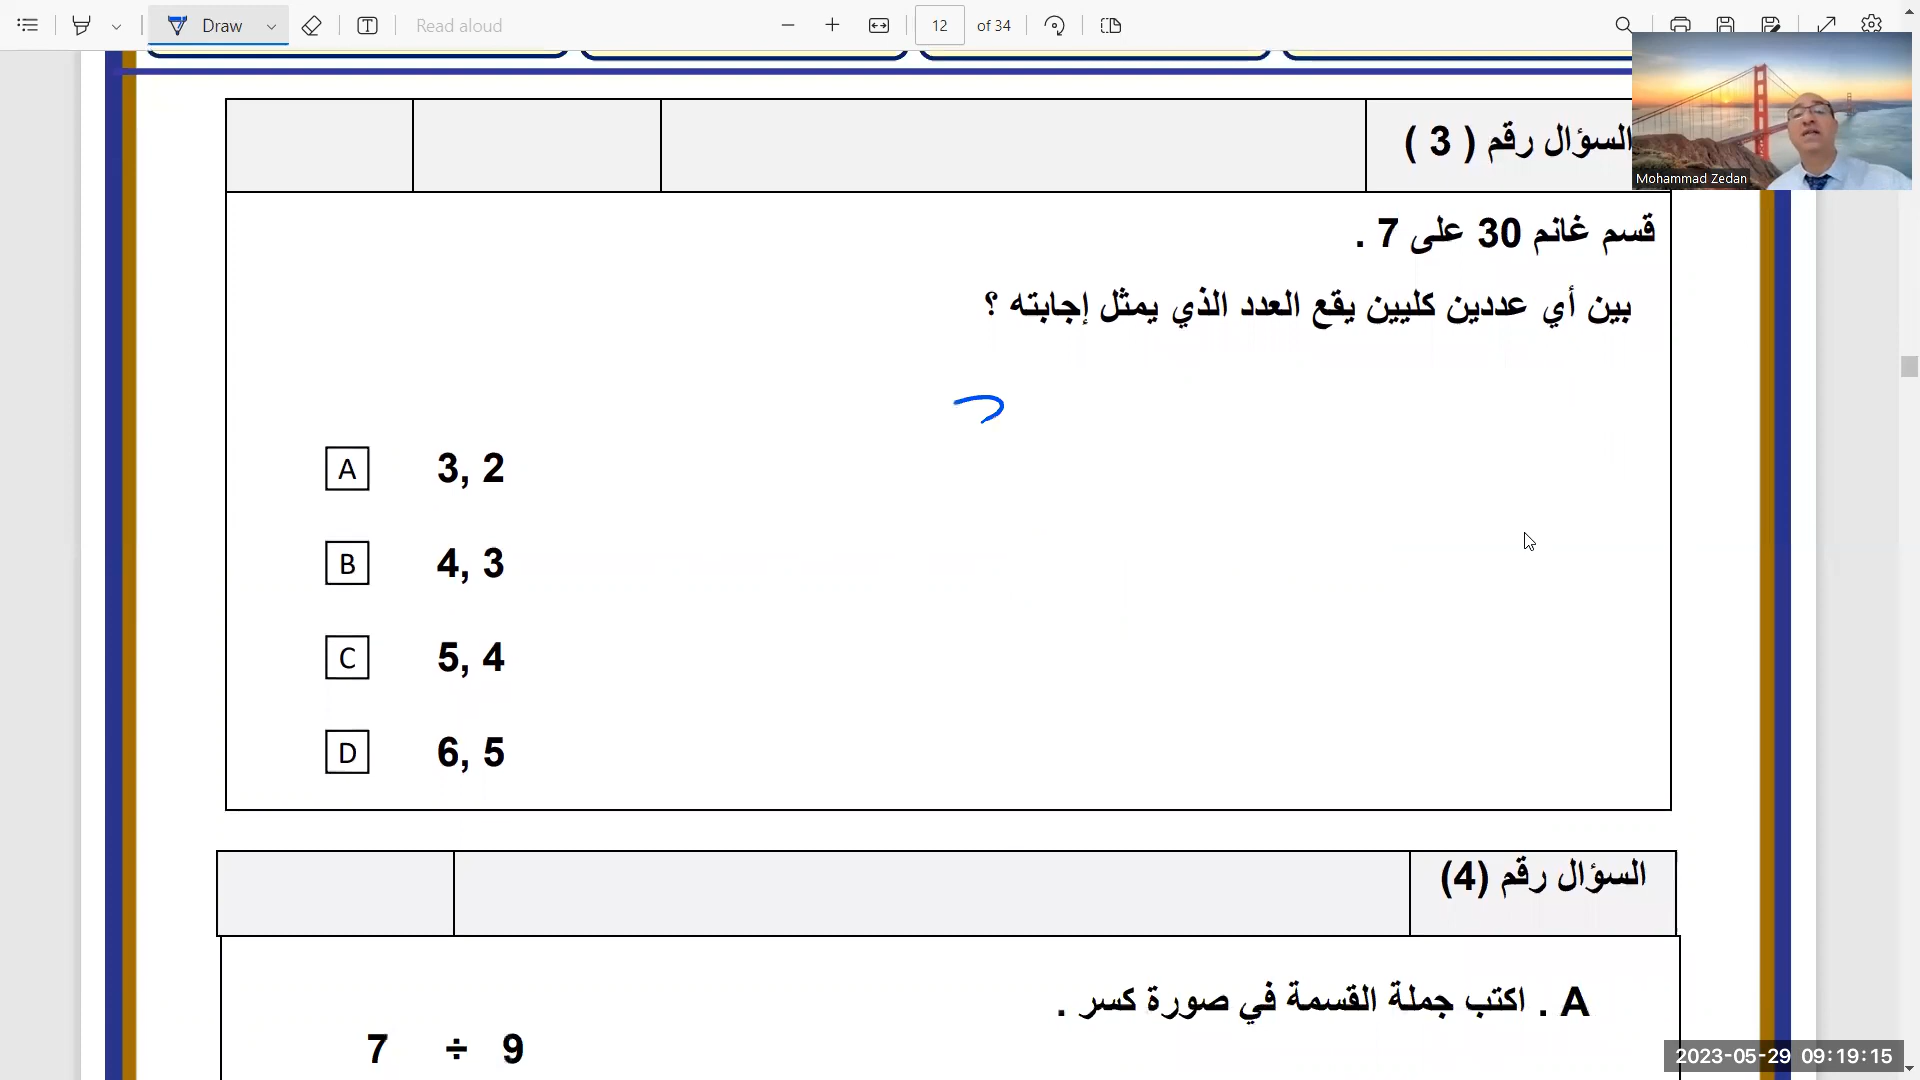 Draw
Read aloud
12
of 34
Mohammad Zedan
السؤال رقم ( 3 )
قسم غانم 30 على 7 .
بين أي عددين كليين يقع العدد الذي يمثل إجابته ؟
A 3, 2
B 4, 3
C 5, 4
D 6, 5
السؤال رقم (4)
A . اكتب جملة القسمة في صورة كسر .
7 ÷ 9
2023-05-29 09:19:15